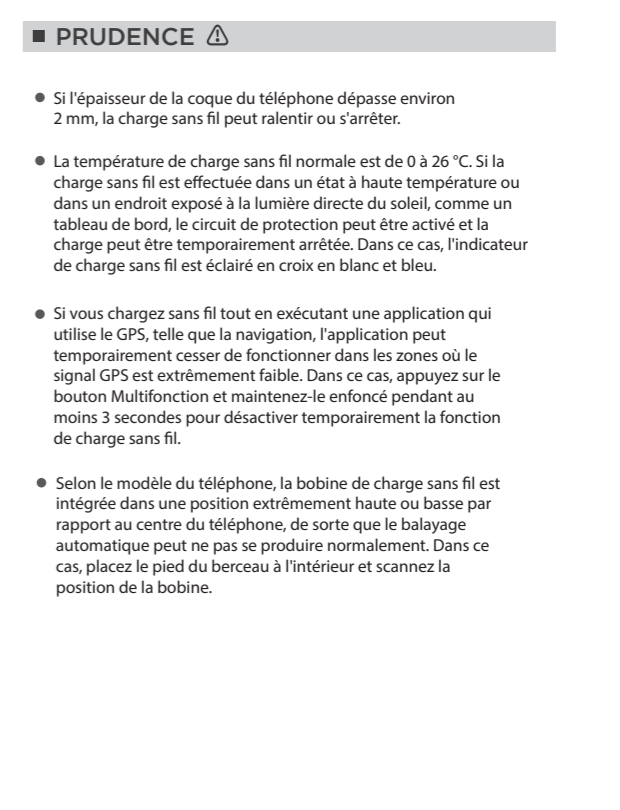 ■ PRUDENCE ⚠
● Si l'épaisseur de la coque du téléphone dépasse environ
2 mm, la charge sans fil peut ralentir ou s'arrêter.
● La température de charge sans fil normale est de 0 à 26 °C. Si la
charge sans fil est effectuée dans un état à haute température ou
dans un endroit exposé à la lumière directe du soleil, comme un
tableau de bord, le circuit de protection peut être activé et la
charge peut être temporairement arrêtée. Dans ce cas, l'indicateur
de charge sans fil est éclairé en croix en blanc et bleu.
● Si vous chargez sans fil tout en exécutant une application qui
utilise le GPS, telle que la navigation, l'application peut
temporairement cesser de fonctionner dans les zones où le
signal GPS est extrêmement faible. Dans ce cas, appuyez sur le
bouton Multifonction et maintenez-le enfoncé pendant au
moins 3 secondes pour désactiver temporairement la fonction
de charge sans fil.
● Selon le modèle du téléphone, la bobine de charge sans fil est
intégrée dans une position extrêmement haute ou basse par
rapport au centre du téléphone, de sorte que le balayage
automatique peut ne pas se produire normalement. Dans ce
cas, placez le pied du berceau à l'intérieur et scannez la
position de la bobine.